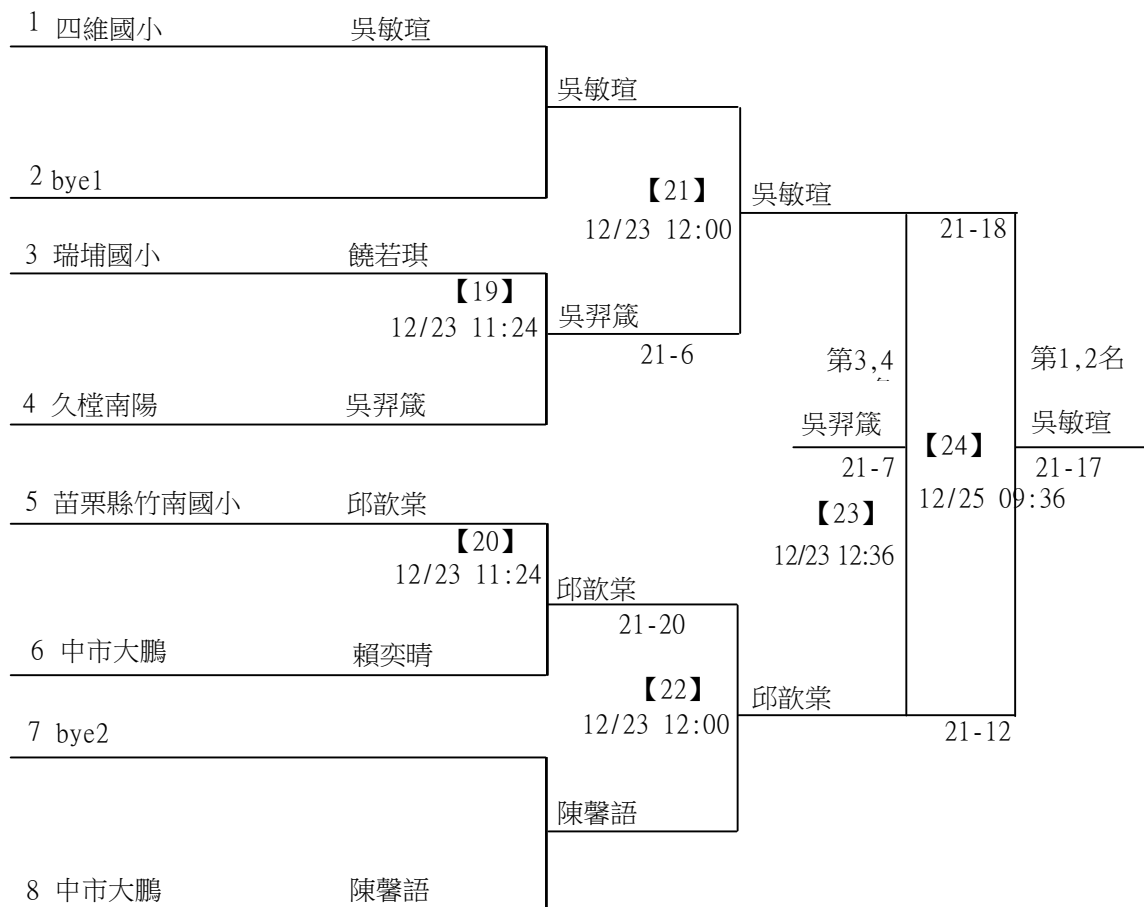 1 四維國小 吳敏瑄
吳敏瑄
2 bye1
【21】
12/23 12:00
吳敏瑄
21-18
3 瑞埔國小 饒若琪
【19】
12/23 11:24
吳羿箴
21-6
第3,4
第1,2名
4 久樘南陽 吳羿箴
吳羿箴
21-7
【24】
12/25 09:36
吳敏瑄
21-17
5 苗栗縣竹南國小 邱歆棠
【23】
12/23 12:36
【20】
12/23 11:24
邱歆棠
21-20
6 中市大鵬 賴奕晴
【22】
12/23 12:00
邱歆棠
21-12
7 bye2
陳馨語
8 中市大鵬 陳馨語